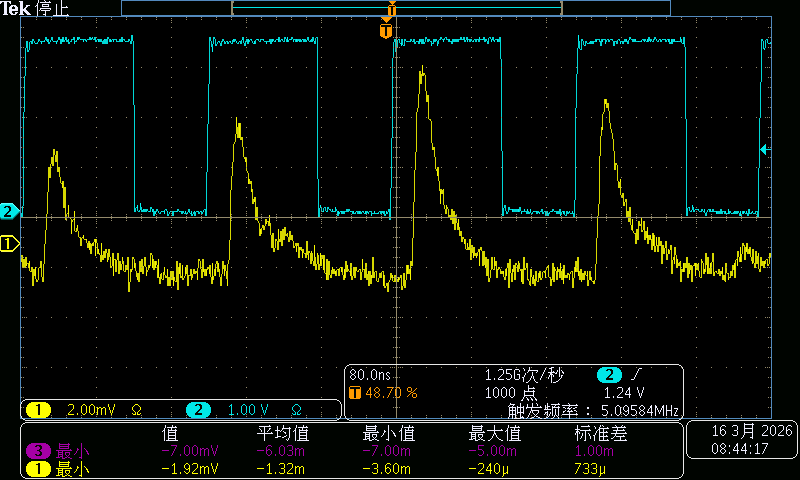 Tek 停止
T
T
2
1
80.0ns
1.25G次/秒
2
T 48.70 %
1000 点
1.24 V
触发频率 : 5.09584MHz
1 2.00mV Ω 2 1.00 V Ω
值 平均值 最小值 最大值 标准差
3 最小 -7.00mV -6.03m -7.00m -5.00m 1.00m
1 最小 -1.92mV -1.32m -3.60m -240µ 733µ
16 3月 2026
08:44:17